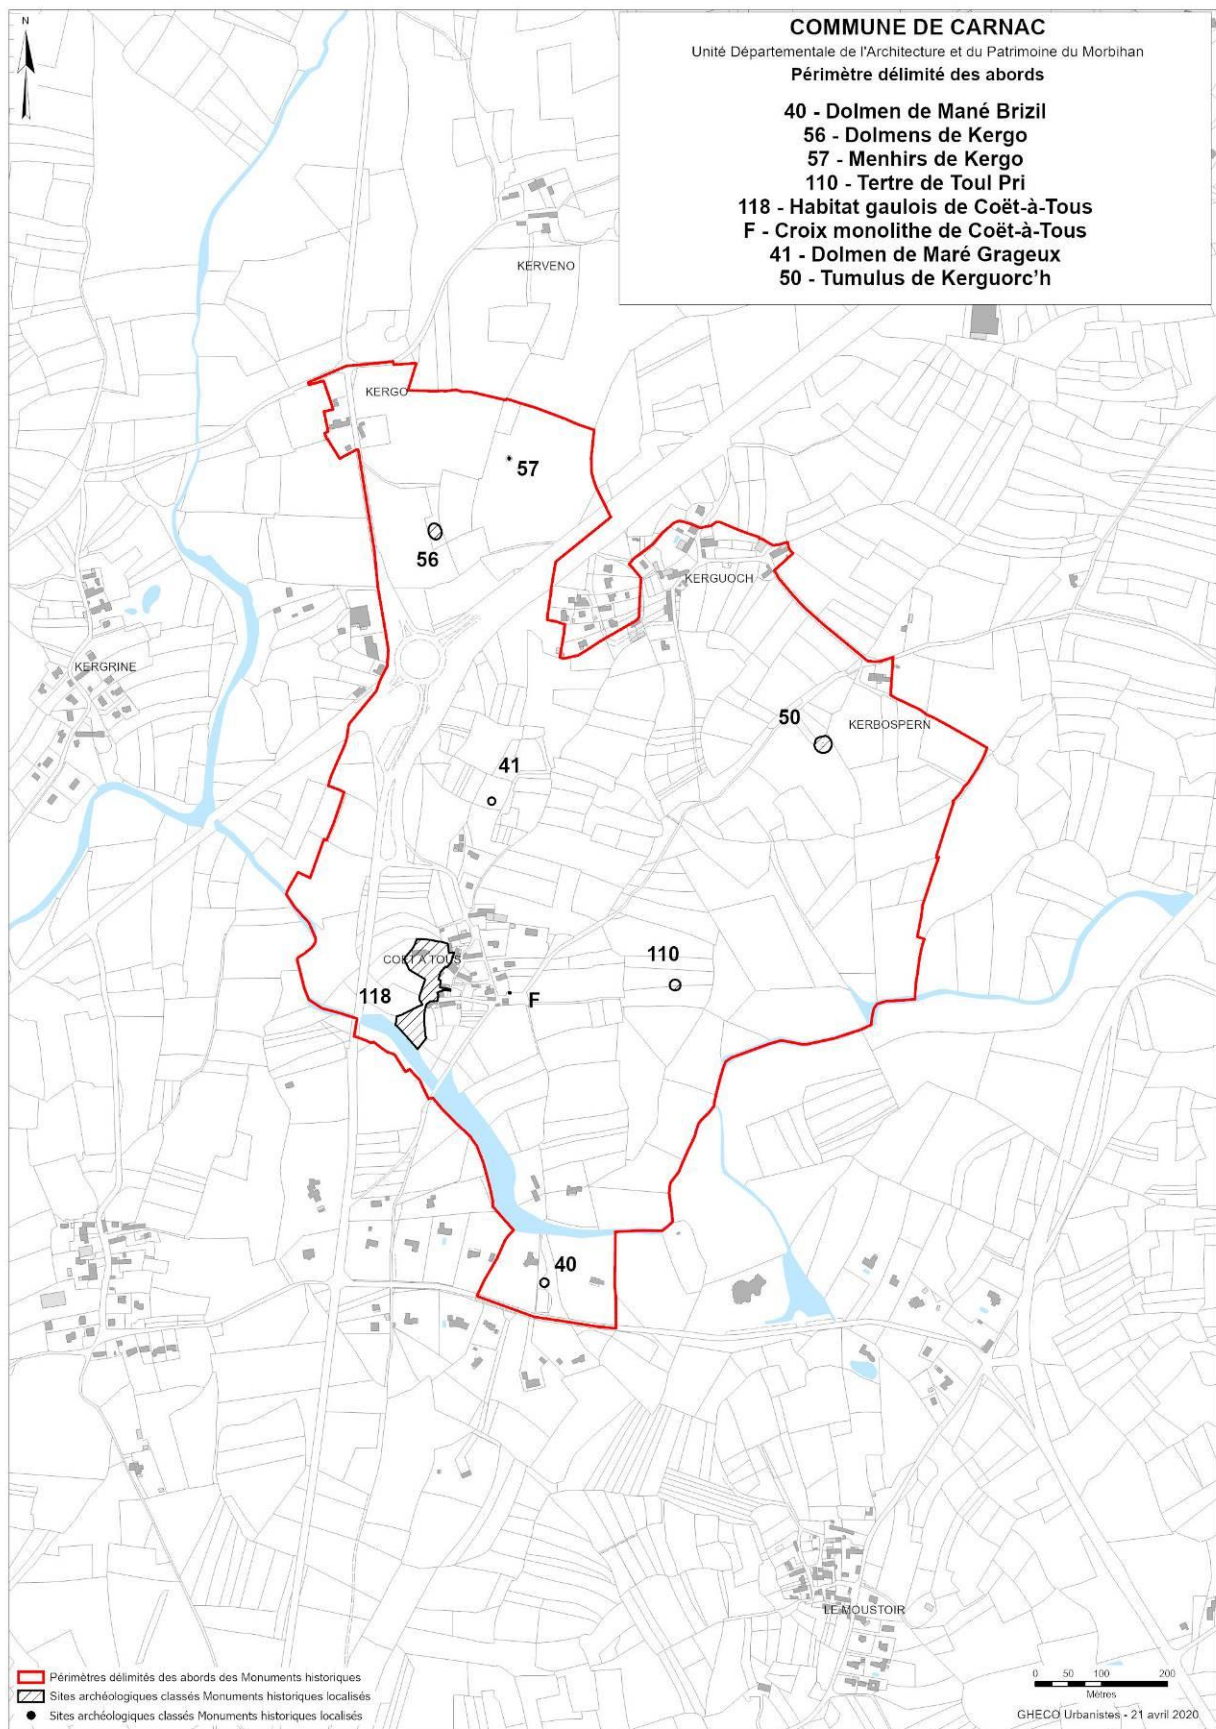 N
COMMUNE DE CARNAC
Unité Départementale de l'Architecture et du Patrimoine du Morbihan
Périmètre délimité des abords
40 - Dolmen de Mané Brizil
56 - Dolmens de Kergo
57 - Menhirs de Kergo
110 - Tertre de Toul Pri
118 - Habitat gaulois de Coët-à-Tous
F - Croix monolithe de Coët-à-Tous
41 - Dolmen de Maré Grageux
50 - Tumulus de Kerguorc'h
KERVENO
KERGO
57
56
KERGUOCH
KERGRINE
50
KERBOSPERN
41
COET A TOUS
110
118
F
40
LE MOUSTOIR
Périmètres délimités des abords des Monuments historiques
Sites archéologiques classés Monuments historiques localisés
Sites archéologiques classés Monuments historiques localisés
0 50 100 200
Mètres
GHECO Urbanistes - 21 avril 2020